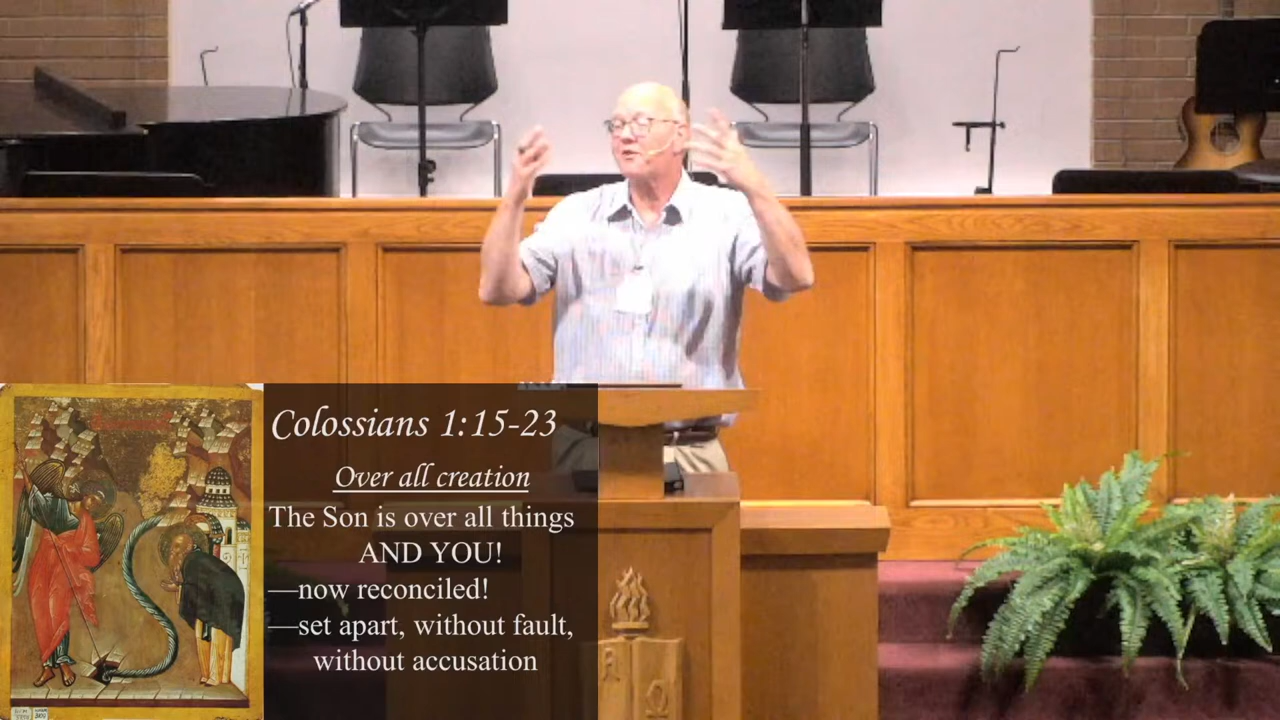 Colossians 1:15-23
Over all creation
The Son is over all things
AND YOU!
—now reconciled!
—set apart, without fault,
without accusation